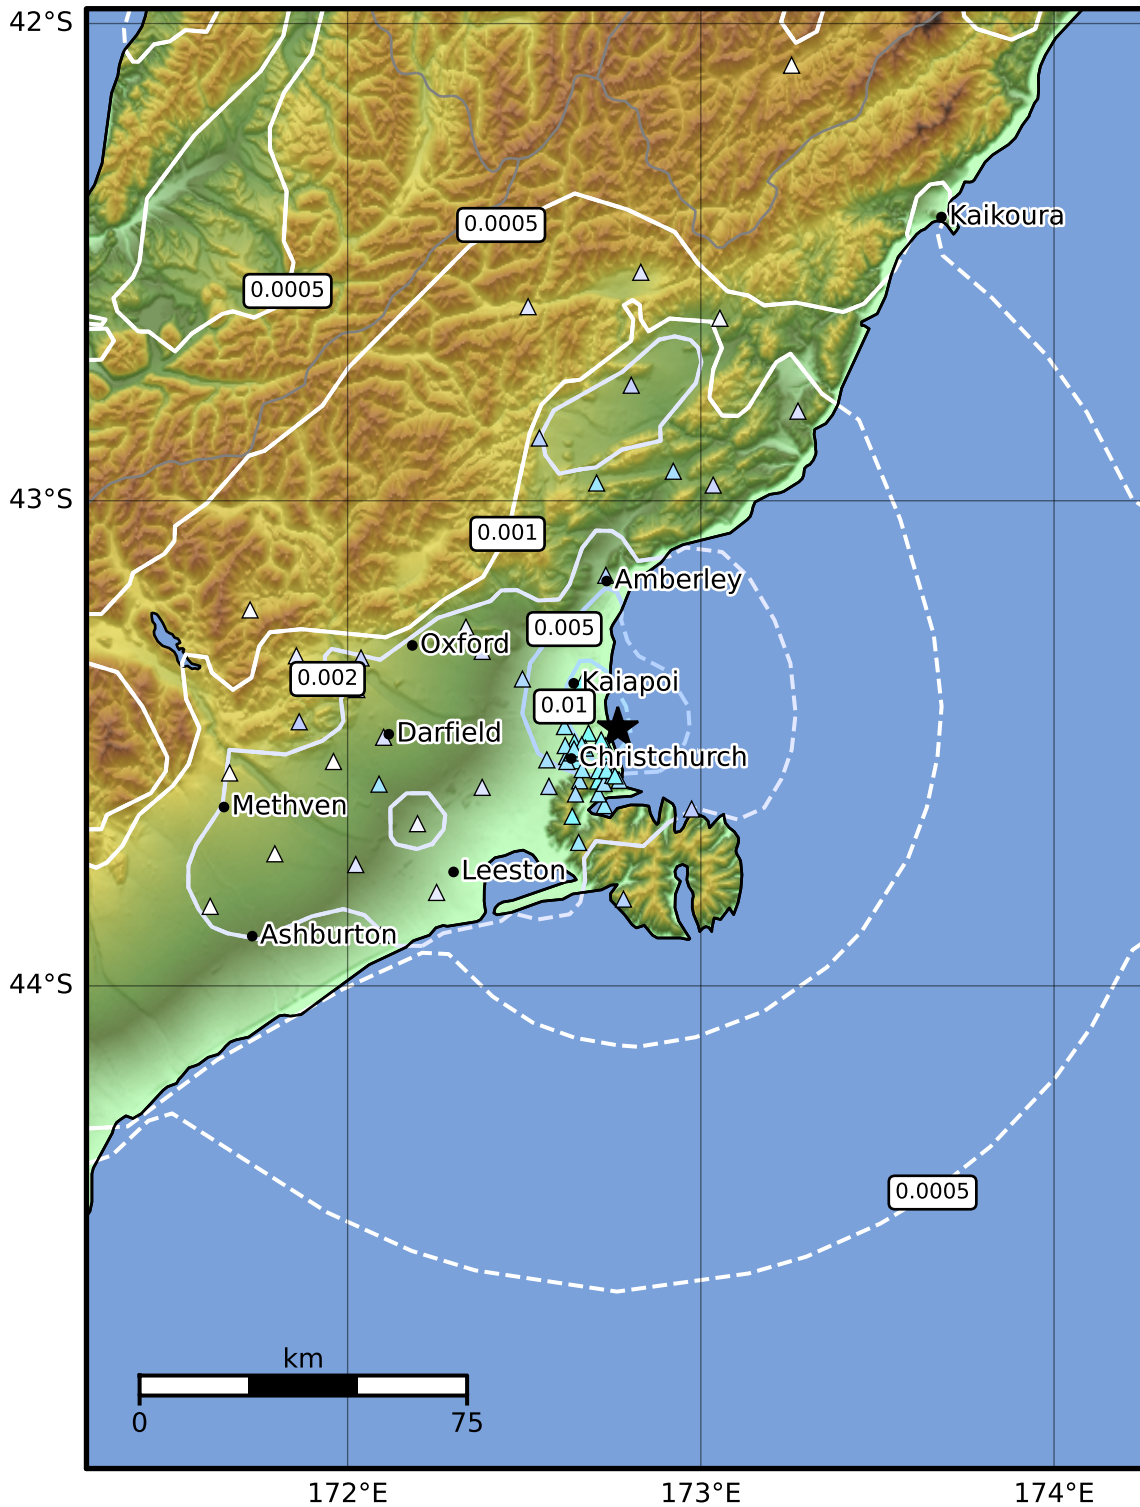 42°S
Kaikoura
0.0005
0.0005
43°S
0.001
Amberley
0.005
Oxford
0.002
Kaiapoi
0.01
Darfield
Christchurch
Methven
Leeston
Ashburton
44°S
0.0005
km
0 75
172°E 173°E 174°E